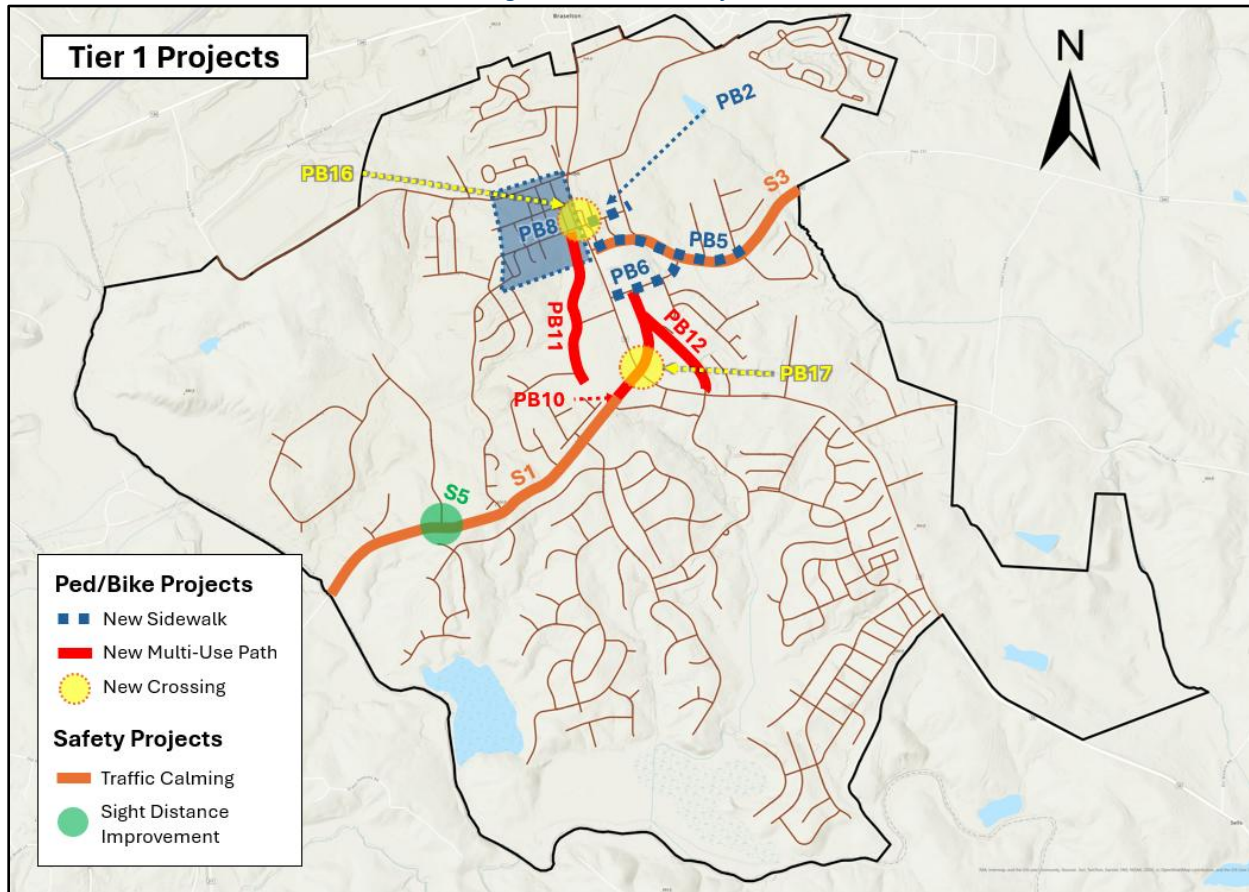 Tier 1 Projects
Braselton
N
PB2
PB16
S3
PB8
PB5
PB6
PB11
PB12
PB17
PB10
S1
S5
Ped/Bike Projects
New Sidewalk
New Multi-Use Path
New Crossing
Safety Projects
Traffic Calming
Sight Distance
Improvement